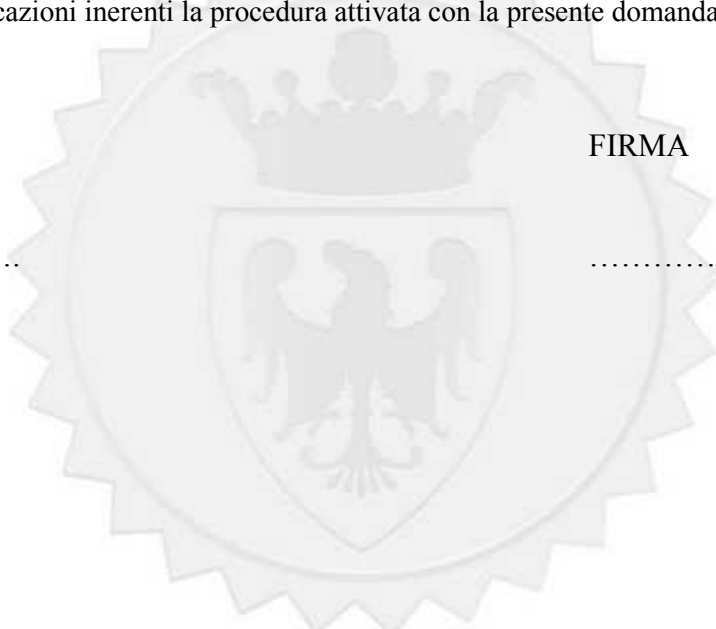 cazioni inerenti la procedura attivata con la presente domanda
FIRMA
.. ............